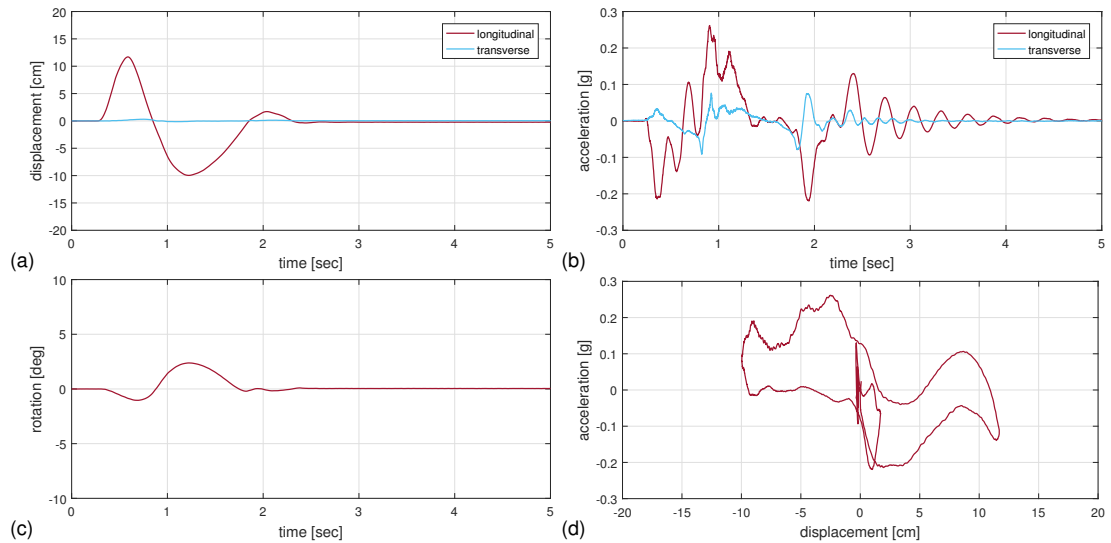 20
15
10
5
0
-5
-10
-15
-20
displacement [cm]
longitudinal
transverse
0 1 2 3 4 5
time [sec]
(a)
0.3
0.2
0.1
0
-0.1
-0.2
-0.3
acceleration [g]
longitudinal
transverse
0 1 2 3 4 5
time [sec]
(b)
10
5
0
-5
-10
rotation [deg]
0 1 2 3 4 5
time [sec]
(c)
0.3
0.2
0.1
0
-0.1
-0.2
-0.3
acceleration [g]
-20 -15 -10 -5 0 5 10 15 20
displacement [cm]
(d)